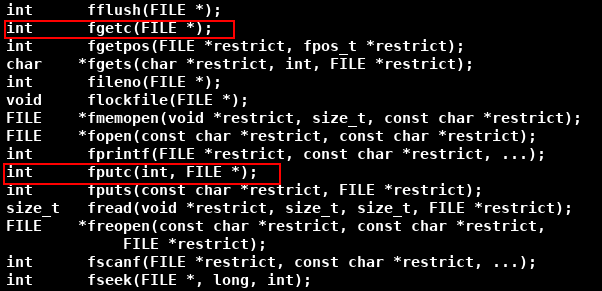 int      fflush(FILE *);
int      fgetc(FILE *);
int      fgetpos(FILE *restrict, fpos_t *restrict);
char    *fgets(char *restrict, int, FILE *restrict);
int      fileno(FILE *);
void     flockfile(FILE *);
FILE    *fmemopen(void *restrict, size_t, const char *restrict);
FILE    *fopen(const char *restrict, const char *restrict);
int      fprintf(FILE *restrict, const char *restrict, ...);
int      fputc(int, FILE *);
int      fputs(const char *restrict, FILE *restrict);
size_t   fread(void *restrict, size_t, size_t, FILE *restrict);
FILE    *freopen(const char *restrict, const char *restrict,
             FILE *restrict);
int      fscanf(FILE *restrict, const char *restrict, ...);
int      fseek(FILE *, long, int);